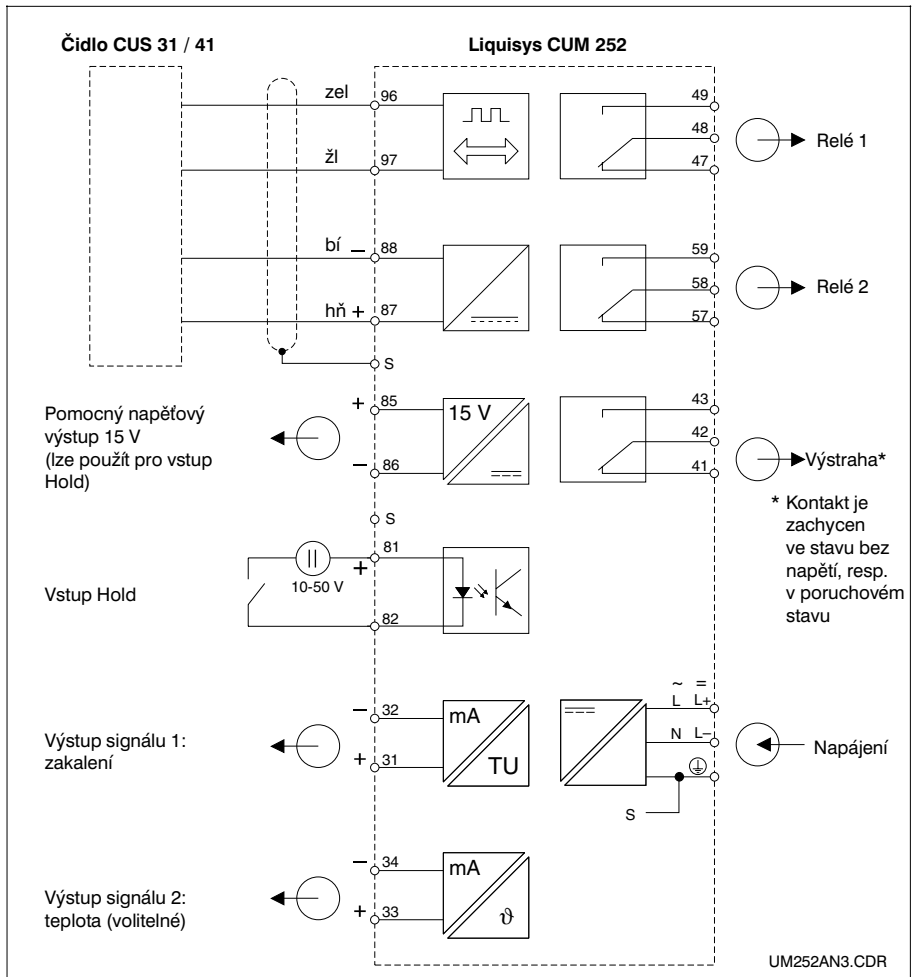 Čidlo CUS 31 / 41
Liquisys CUM 252
zel
96
49
48
47
Relé 1
žl
97
bí
–
88
59
58
57
Relé 2
hň +
87
S
Pomocný napěťový
výstup 15 V
(lze použít pro vstup
Hold)
+
85
15 V
–
86
43
42
41
Výstraha*
* Kontakt je
zachycen
ve stavu bez
napětí, resp.
v poruchovém
stavu
S
Vstup Hold
10-50 V
81
+
82
Výstup signálu 1:
zakalení
–
32
mA
+
31
TU
~ =
L L+
N L–
S
Napájení
Výstup signálu 2:
teplota (volitelné)
–
34
mA
+
33
ϑ
UM252AN3.CDR